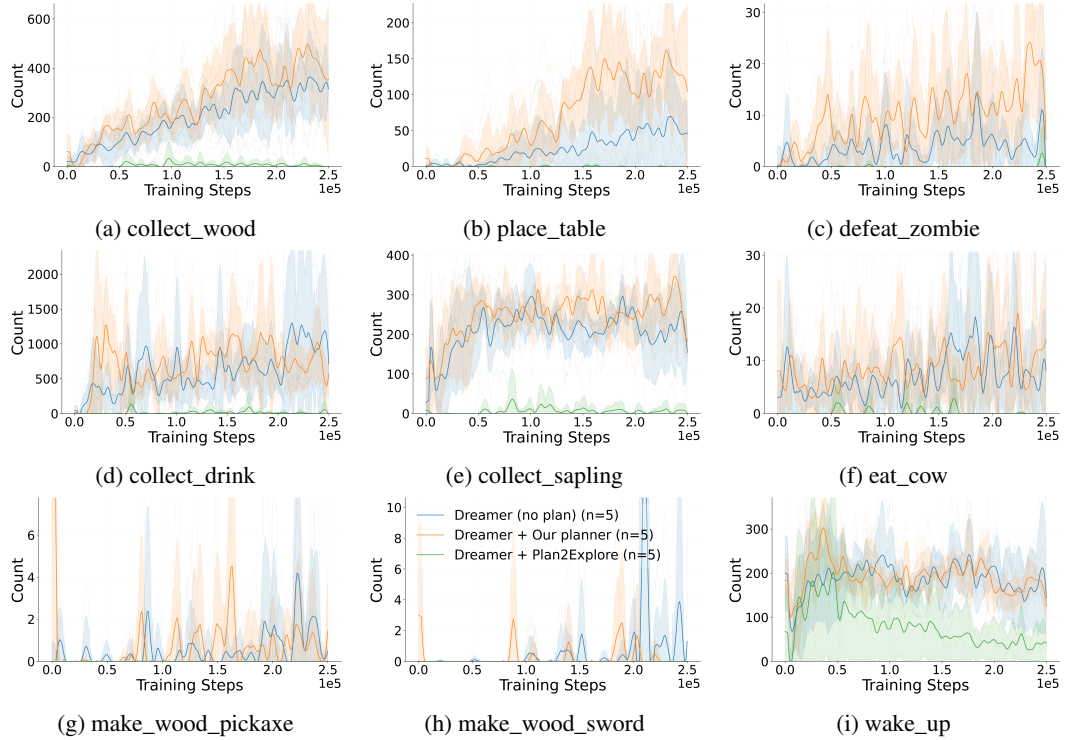 600
400
200
0
Count
0.0 0.5 1.0 1.5 2.0 2.5
Training Steps
1e5
(a) collect_wood
200
150
100
50
0
Count
0.0 0.5 1.0 1.5 2.0 2.5
Training Steps
1e5
(b) place_table
30
20
10
0
Count
0.0 0.5 1.0 1.5 2.0 2.5
Training Steps
1e5
(c) defeat_zombie
2000
1500
1000
500
0
Count
0.0 0.5 1.0 1.5 2.0 2.5
Training Steps
1e5
(d) collect_drink
400
300
200
100
0
Count
0.0 0.5 1.0 1.5 2.0 2.5
Training Steps
1e5
(e) collect_sapling
30
20
10
0
Count
0.0 0.5 1.0 1.5 2.0 2.5
Training Steps
1e5
(f) eat_cow
6
4
2
0
Count
0.0 0.5 1.0 1.5 2.0 2.5
Training Steps
1e5
(g) make_wood_pickaxe
10
8
6
4
2
0
Count
Dreamer (no plan) (n=5)
Dreamer + Our planner (n=5)
Dreamer + Plan2Explore (n=5)
0.0 0.5 1.0 1.5 2.0 2.5
Training Steps
1e5
(h) make_wood_sword
300
200
100
0
Count
0.0 0.5 1.0 1.5 2.0 2.5
Training Steps
1e5
(i) wake_up